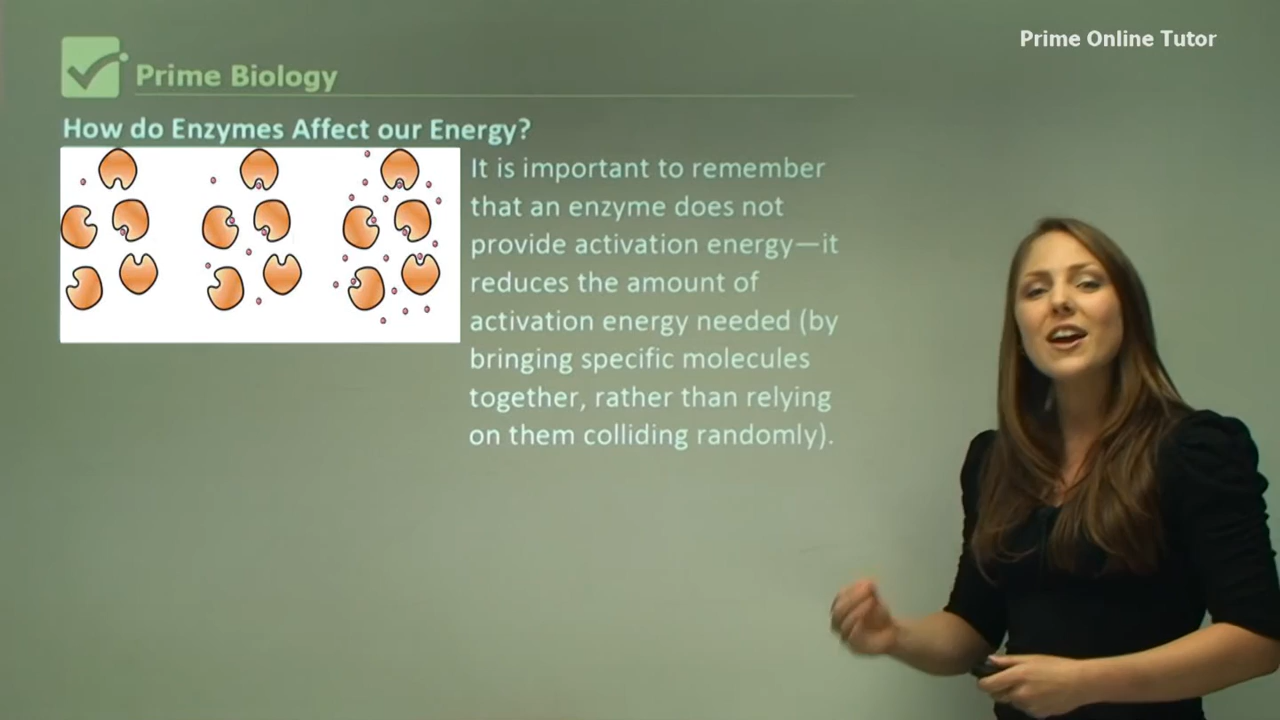 Prime Online Tutor
Prime Biology
How do Enzymes Affect our Energy?
It is important to remember
that an enzyme does not
provide activation energy—it
reduces the amount of
activation energy needed (by
bringing specific molecules
together, rather than relying
on them colliding randomly).